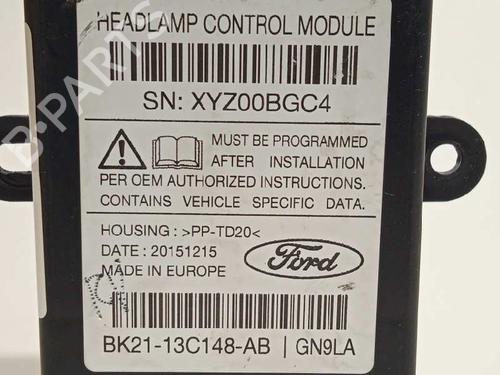 HEADLAMP CONTROL MODULE
SN: XYZ00BGC4
MUST BE PROGRAMMED
AFTER INSTALLATION
PER OEM AUTHORIZED INSTRUCTIONS.
CONTAINS VEHICLE SPECIFIC DATA.
HOUSING : >PP-TD20<
DATE : 20151215
MADE IN EUROPE
Ford
BK21-13C148-AB | GN9LA
B-PARTS